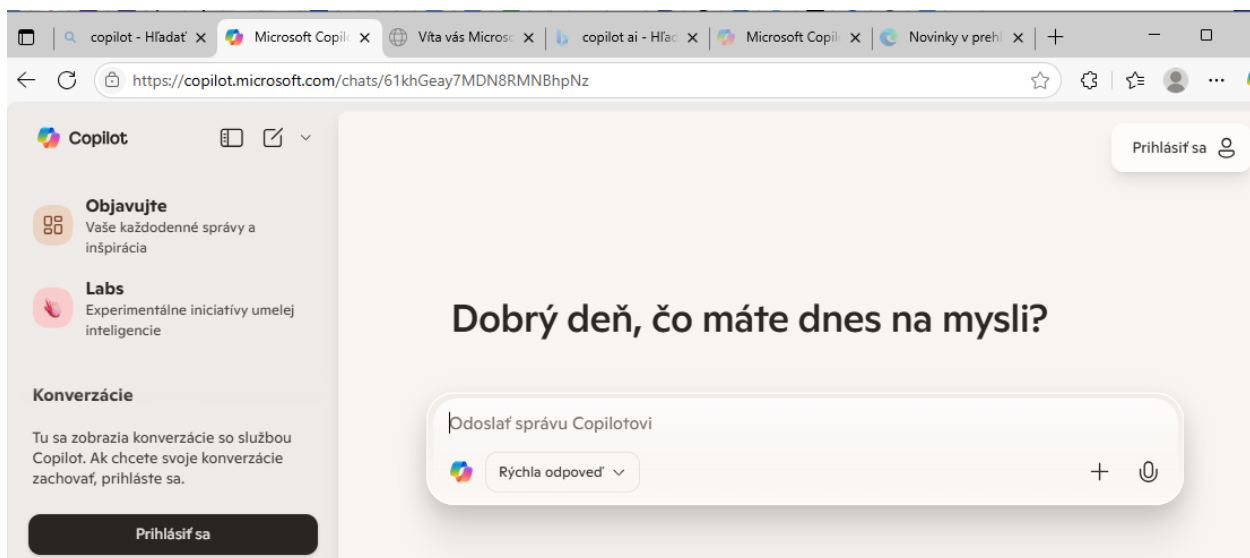 copilot - Hľadať
Microsoft Copil
Víta vás Microsc
copilot ai - Hľad
Microsoft Copil
Novinky v prehl
https://copilot.microsoft.com/chats/61khGeay7MDN8RMNBhpNz
Copilot
Prihlásiť sa
Objavujte
Vaše každodenné správy a
inšpirácia
Labs
Experimentálne iniciatívy umelej
inteligencie
Dobrý deň, čo máte dnes na mysli?
Konverzácie
Tu sa zobrazia konverzácie so službou
Copilot. Ak chcete svoje konverzácie
zachovať, prihláste sa.
Prihlásiť sa
Odoslať správu Copilotovi
Rýchla odpoveď